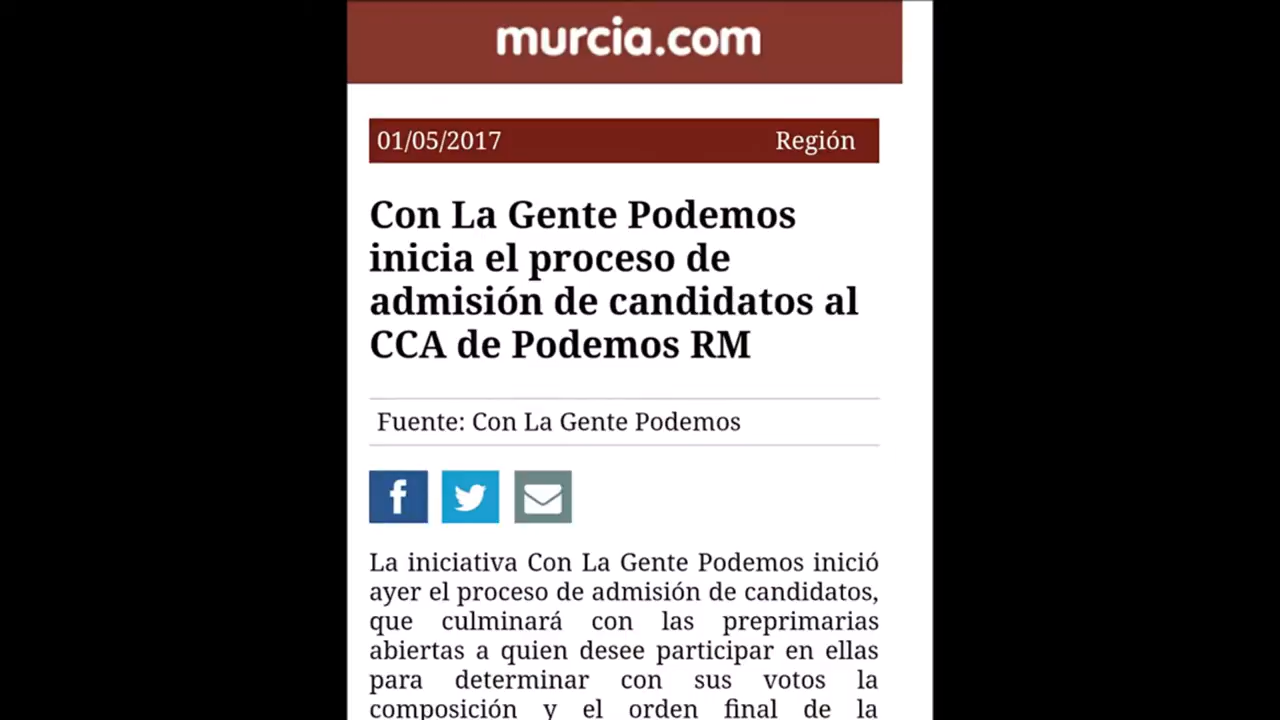 murcia.com
01/05/2017 Región
Con La Gente Podemos
inicia el proceso de
admisión de candidatos al
CCA de Podemos RM
Fuente: Con La Gente Podemos
f
La iniciativa Con La Gente Podemos inició
ayer el proceso de admisión de candidatos,
que culminará con las preprimarias
abiertas a quien desee participar en ellas
para determinar con sus votos la
composición y el orden final de la